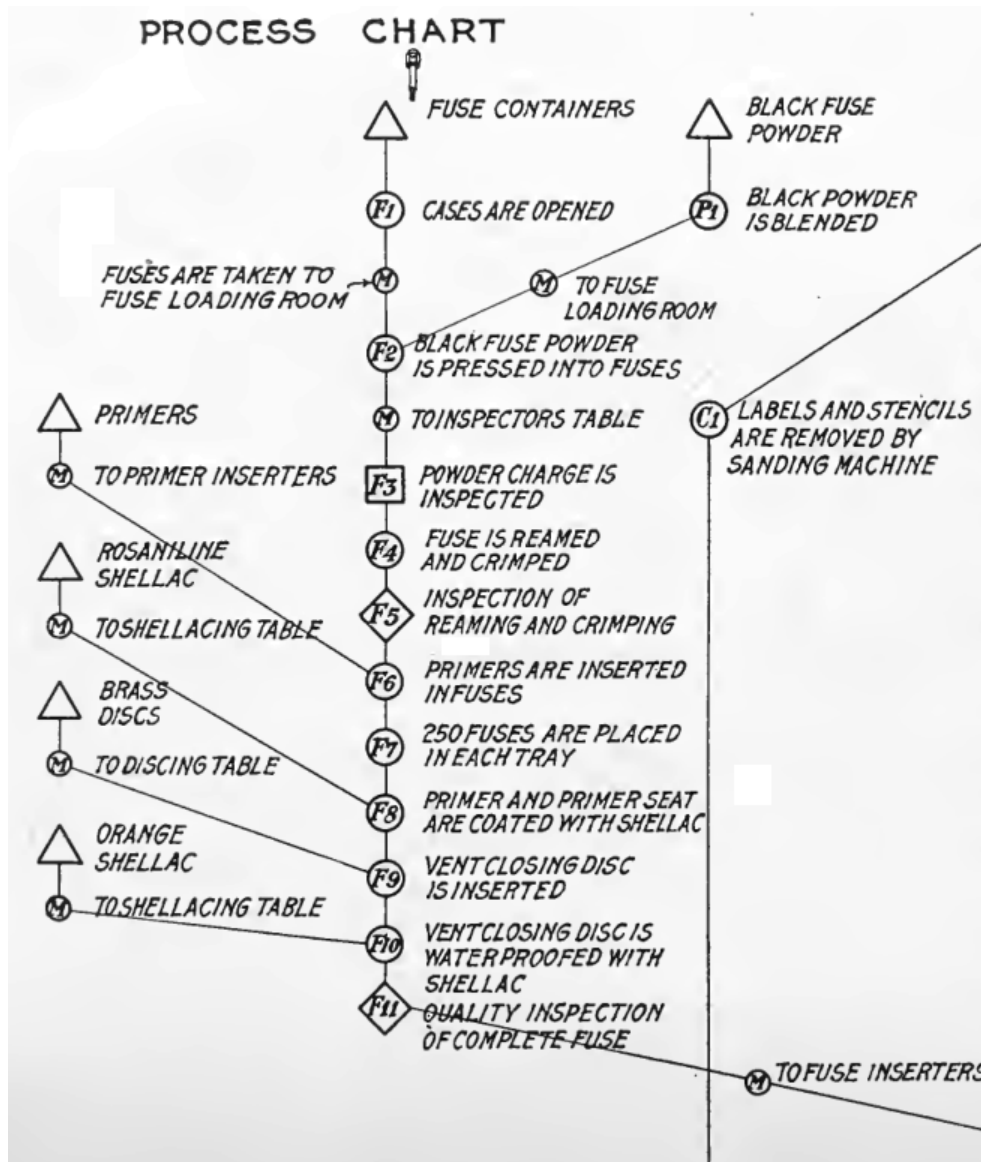 PROCESS CHART
M
FUSE CONTAINERS
BLACK FUSE
POWDER
F1
CASES ARE OPENED
P1
BLACK POWDER
IS BLENDED
FUSES ARE TAKEN TO
FUSE LOADING ROOM
M
M
TO FUSE
LOADING ROOM
F2
BLACK FUSE POWDER
IS PRESSED INTO FUSES
PRIMERS
M
TO INSPECTORS TABLE
C1
LABELS AND STENCILS
ARE REMOVED BY
SANDING MACHINE
M
TO PRIMER INSERTERS
F3
POWDER CHARGE IS
INSPECTED
ROSANILINE
SHELLAC
F4
FUSE IS REAMED
AND CRIMPED
M
TO SHELLACING TABLE
F5
INSPECTION OF
REAMING AND CRIMPING
BRASS
DISCS
F6
PRIMERS ARE INSERTED
IN FUSES
M
TO DISCING TABLE
F7
250 FUSES ARE PLACED
IN EACH TRAY
ORANGE
SHELLAC
F8
PRIMER AND PRIMER SEAT
ARE COATED WITH SHELLAC
M
TO SHELLACING TABLE
F9
VENT CLOSING DISC
IS INSERTED
F10
VENT CLOSING DISC IS
WATER PROOFED WITH
SHELLAC
F11
QUALITY INSPECTION
OF COMPLETE FUSE
M
TO FUSE INSERTERS